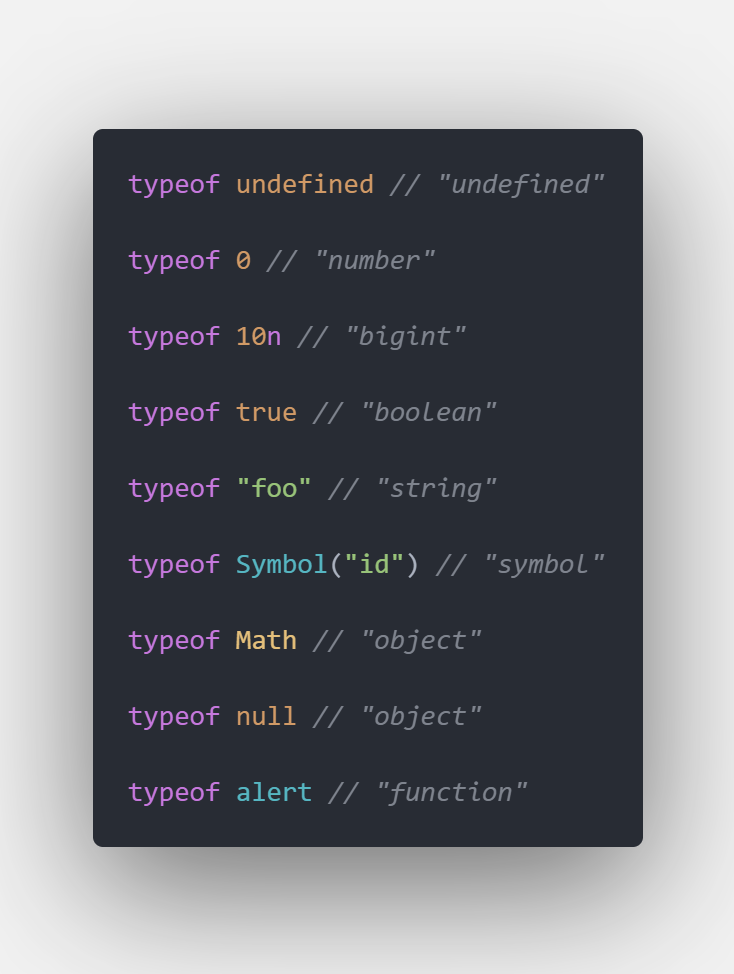 typeof undefined // "undefined"
typeof 0 // "number"
typeof 10n // "bigint"
typeof true // "boolean"
typeof "foo" // "string"
typeof Symbol("id") // "symbol"
typeof Math // "object"
typeof null // "object"
typeof alert // "function"